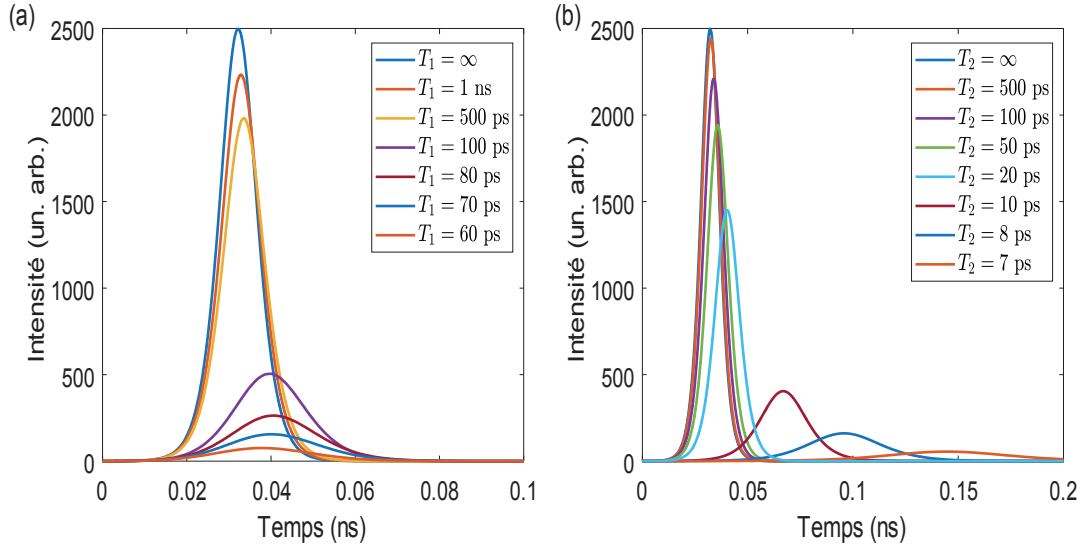 (a)
2500
2000
1500
1000
500
0
0
0.02
0.04
0.06
0.08
0.1
Intensité (un. arb.)
Temps (ns)
T₁ = ∞
T₁ = 1 ns
T₁ = 500 ps
T₁ = 100 ps
T₁ = 80 ps
T₁ = 70 ps
T₁ = 60 ps
(b)
2500
2000
1500
1000
500
0
0
0.05
0.1
0.15
0.2
Intensité (un. arb.)
Temps (ns)
T₂ = ∞
T₂ = 500 ps
T₂ = 100 ps
T₂ = 50 ps
T₂ = 20 ps
T₂ = 10 ps
T₂ = 8 ps
T₂ = 7 ps